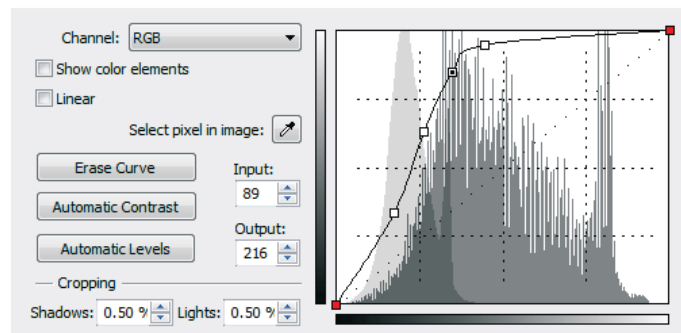 Channel: RGB
Show color elements
Linear
Select pixel in image:
Erase Curve
Input:
89
Automatic Contrast
Output:
Automatic Levels
216
Cropping
Shadows: 0.50 % Lights: 0.50 %